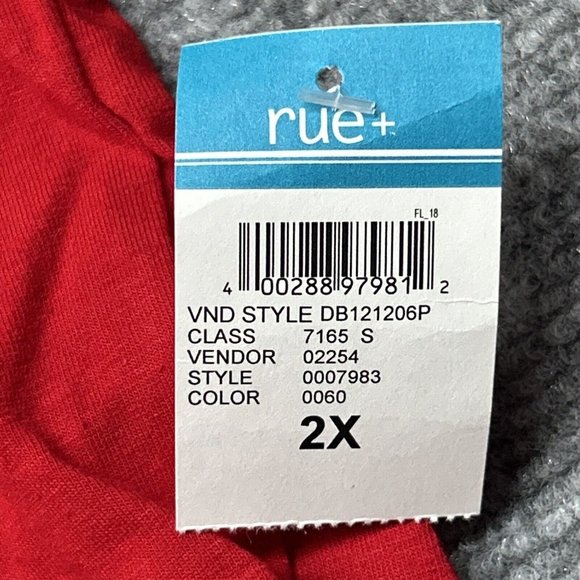 rue+
FL_18
4 00288 97981 2
VND STYLE DB121206P
CLASS 7165 S
VENDOR 02254
STYLE 0007983
COLOR 0060
2X